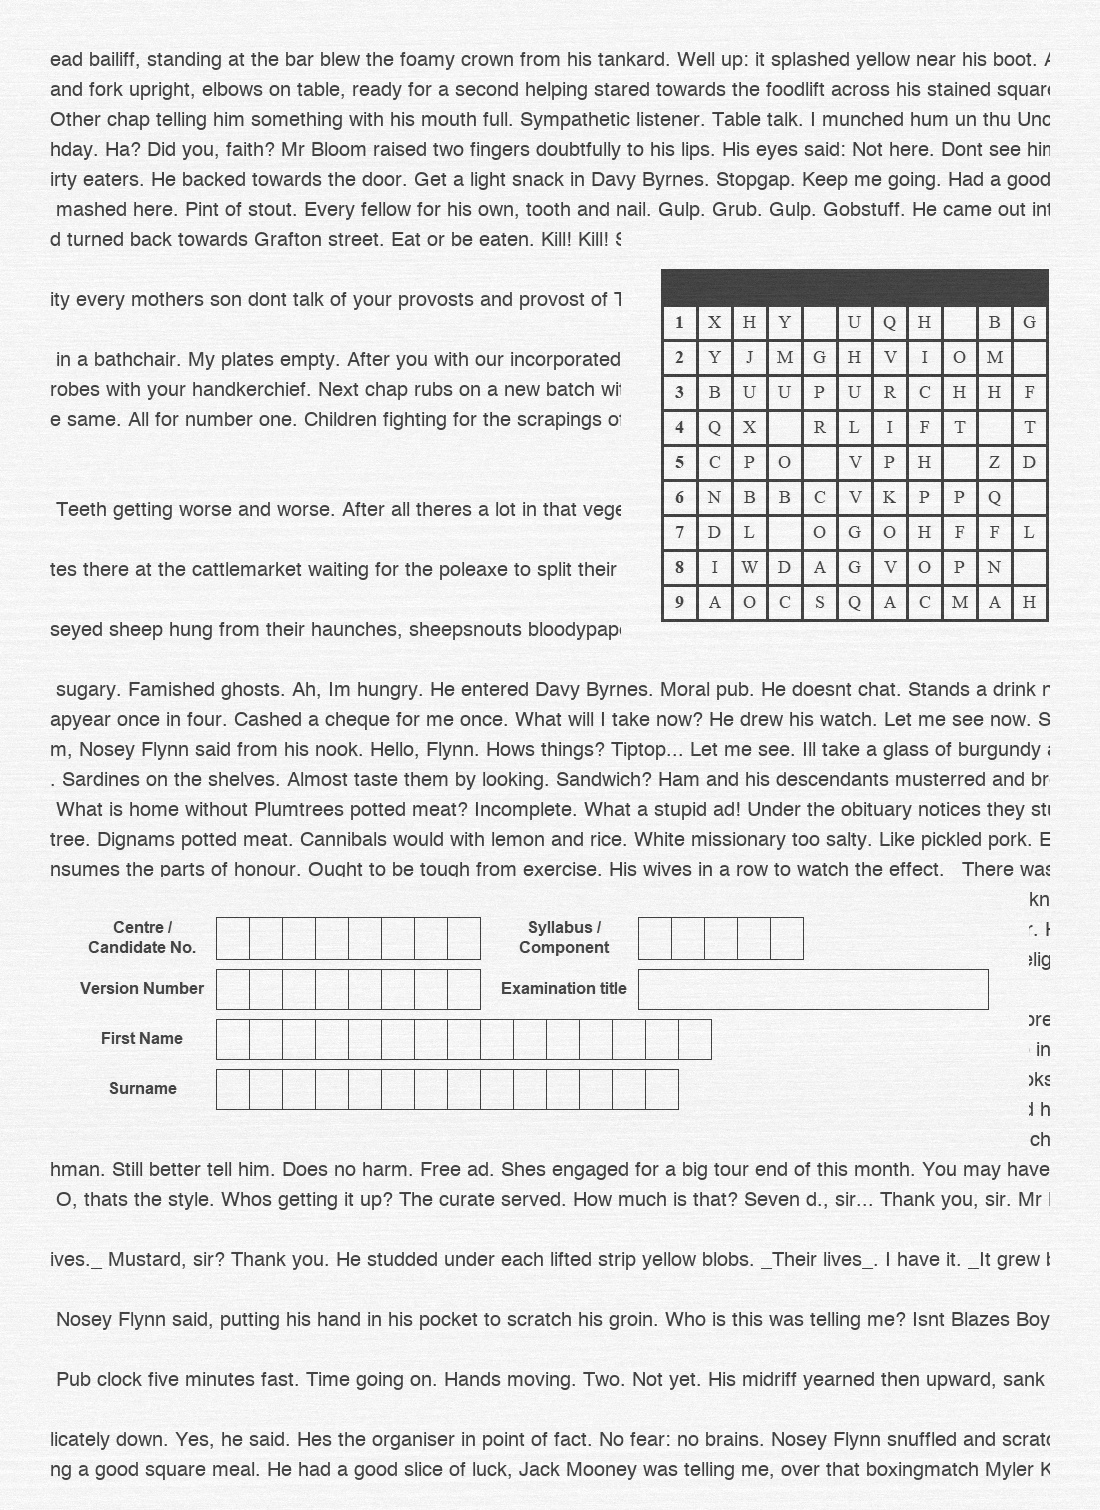 ead bailiff, standing at the bar blew the foamy crown from his tankard. Well up: it splashed yellow near his boot.
and fork upright, elbows on table, ready for a second helping stared towards the foodlift across his stained square
Other chap telling him something with his mouth full. Sympathetic listener. Table talk. I munched hum un thu Unc
hday. Ha? Did you, faith? Mr Bloom raised two fingers doubtfully to his lips. His eyes said: Not here. Dont see
irty eaters. He backed towards the door. Get a light snack in Davy Byrnes. Stopgap. Keep me going. Had a good
mashed here. Pint of stout. Every fellow for his own, tooth and nail. Gulp. Grub. Gulp. Gobstuff. He came out
d turned back towards Grafton street. Eat or be eaten. Kill! Kill!
ity every mothers son dont talk of your provosts and provost of
in a bathchair. My plates empty. After you with our incorporated
robes with your handkerchief. Next chap rubs on a new batch
e same. All for number one. Children fighting for the scrapings
Teeth getting worse and worse. After all theres a lot in that vege
tes there at the cattlemarket waiting for the poleaxe to split their
seyed sheep hung from their haunches, sheepsnouts bloodypap
1 X H Y U Q H B G
2 Y J M G H V I O M
3 B U U P U R C H H F
4 Q X R L I F T T
5 C P O V P H Z D
6 N B B C V K P P Q
7 D L O G O H F F L
8 I W D A G V O P N
9 A O C S Q A C M A H
sugary. Famished ghosts. Ah, Im hungry. He entered Davy Byrnes. Moral pub. He doesnt chat. Stands a drink
apyear once in four. Cashed a cheque for me once. What will I take now? He drew his watch. Let me see now. S
m, Nosey Flynn said from his nook. Hello, Flynn. Hows things? Tiptop... Let me see. Ill take a glass of burgundy
. Sardines on the shelves. Almost taste them by looking. Sandwich? Ham and his descendants musterred and
What is home without Plumtrees potted meat? Incomplete. What a stupid ad! Under the obituary notices they
tree. Dignams potted meat. Cannibals would with lemon and rice. White missionary too salty. Like pickled pork. E
nsumes the parts of honour. Ought to be tough from exercise. His wives in a row to watch the effect. There was
kn
r.
elig
ore
in
oks
d h
ch
Centre / Candidate No.
Syllabus / Component
Version Number
Examination title
First Name
Surname
hman. Still better tell him. Does no harm. Free ad. Shes engaged for a big tour end of this month. You may have
O, thats the style. Whos getting it up? The curate served. How much is that? Seven d., sir... Thank you, sir. Mr
ives._ Mustard, sir? Thank you. He studded under each lifted strip yellow blobs. _Their lives_. I have it. _It grew
Nosey Flynn said, putting his hand in his pocket to scratch his groin. Who is this was telling me? Isnt Blazes Boy
Pub clock five minutes fast. Time going on. Hands moving. Two. Not yet. His midriff yearned then upward, sank
licately down. Yes, he said. Hes the organiser in point of fact. No fear: no brains. Nosey Flynn snuffled and
ng a good square meal. He had a good slice of luck, Jack Mooney was telling me, over that boxingmatch Myler K